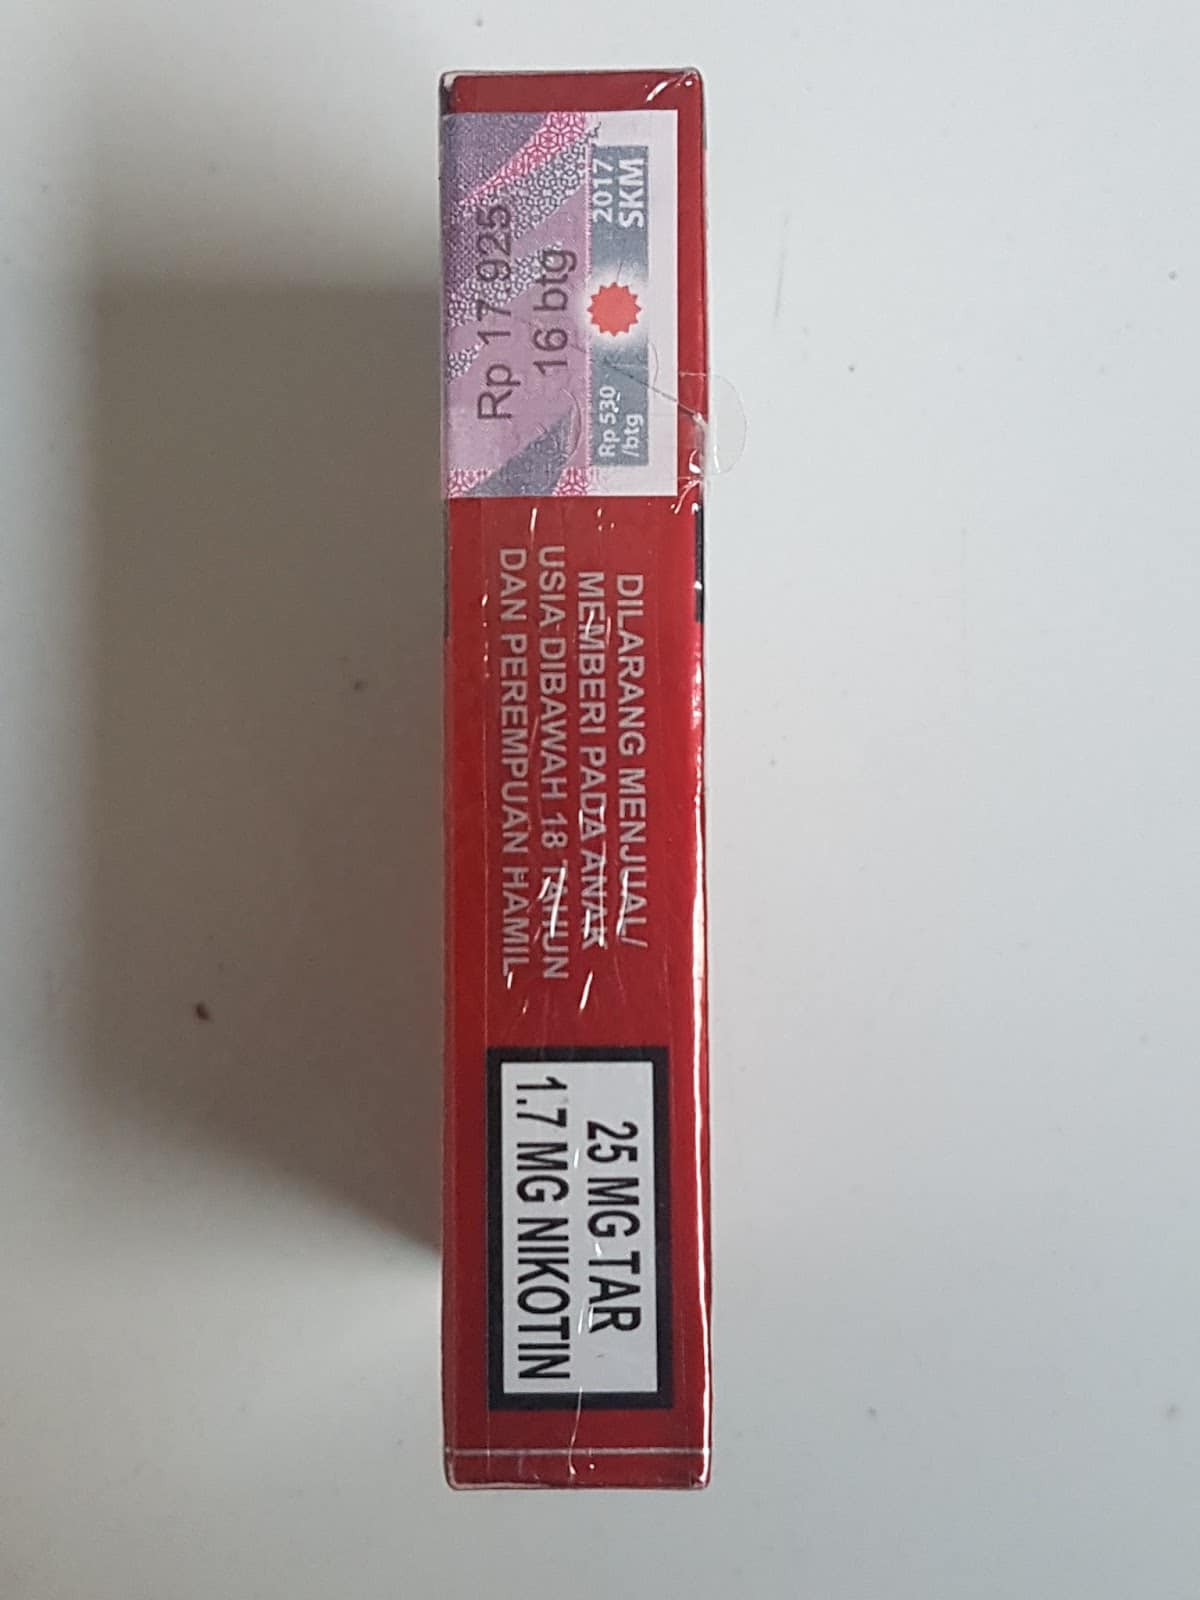 SKM
2017
Rp 530
/btg
Rp 17.925
16 btg
DILARANG MENJUAL/
MEMBERI PADA ANAK
USIA DIBAWAH 18 TAHUN
DAN PEREMPUAN HAMIL
25 MG TAR
1.7 MG NIKOTIN